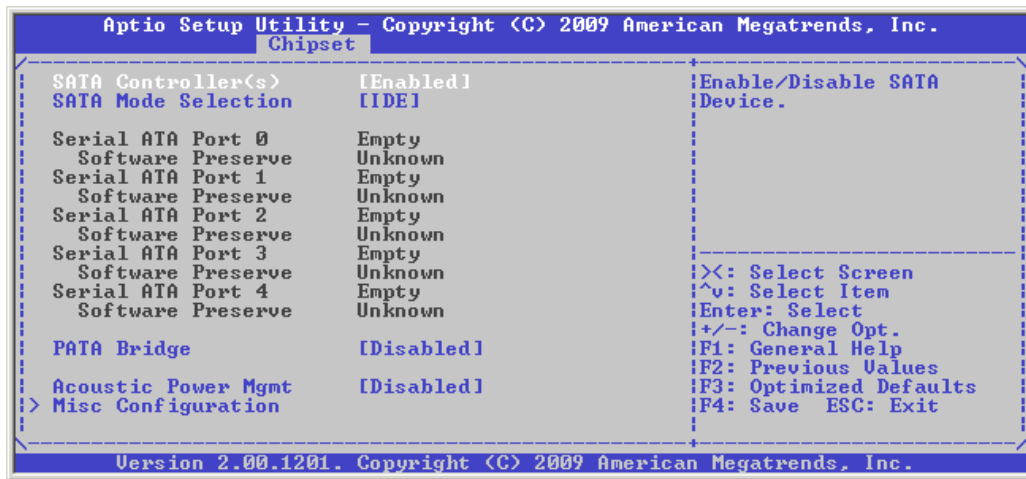 Aptio Setup Utility - Copyright (C) 2009 American Megatrends, Inc.
Chipset
SATA Controller(s) [Enabled]
SATA Mode Selection [IDE]
Serial ATA Port 0 Empty
Software Preserve Unknown
Serial ATA Port 1 Empty
Software Preserve Unknown
Serial ATA Port 2 Empty
Software Preserve Unknown
Serial ATA Port 3 Empty
Software Preserve Unknown
Serial ATA Port 4 Empty
Software Preserve Unknown
PATA Bridge [Disabled]
Acoustic Power Mgmt [Disabled]
> Misc Configuration
Enable/Disable SATA
Device.
><: Select Screen
^v: Select Item
Enter: Select
+/-: Change Opt.
F1: General Help
F2: Previous Values
F3: Optimized Defaults
F4: Save ESC: Exit
Version 2.00.1201. Copyright (C) 2009 American Megatrends, Inc.